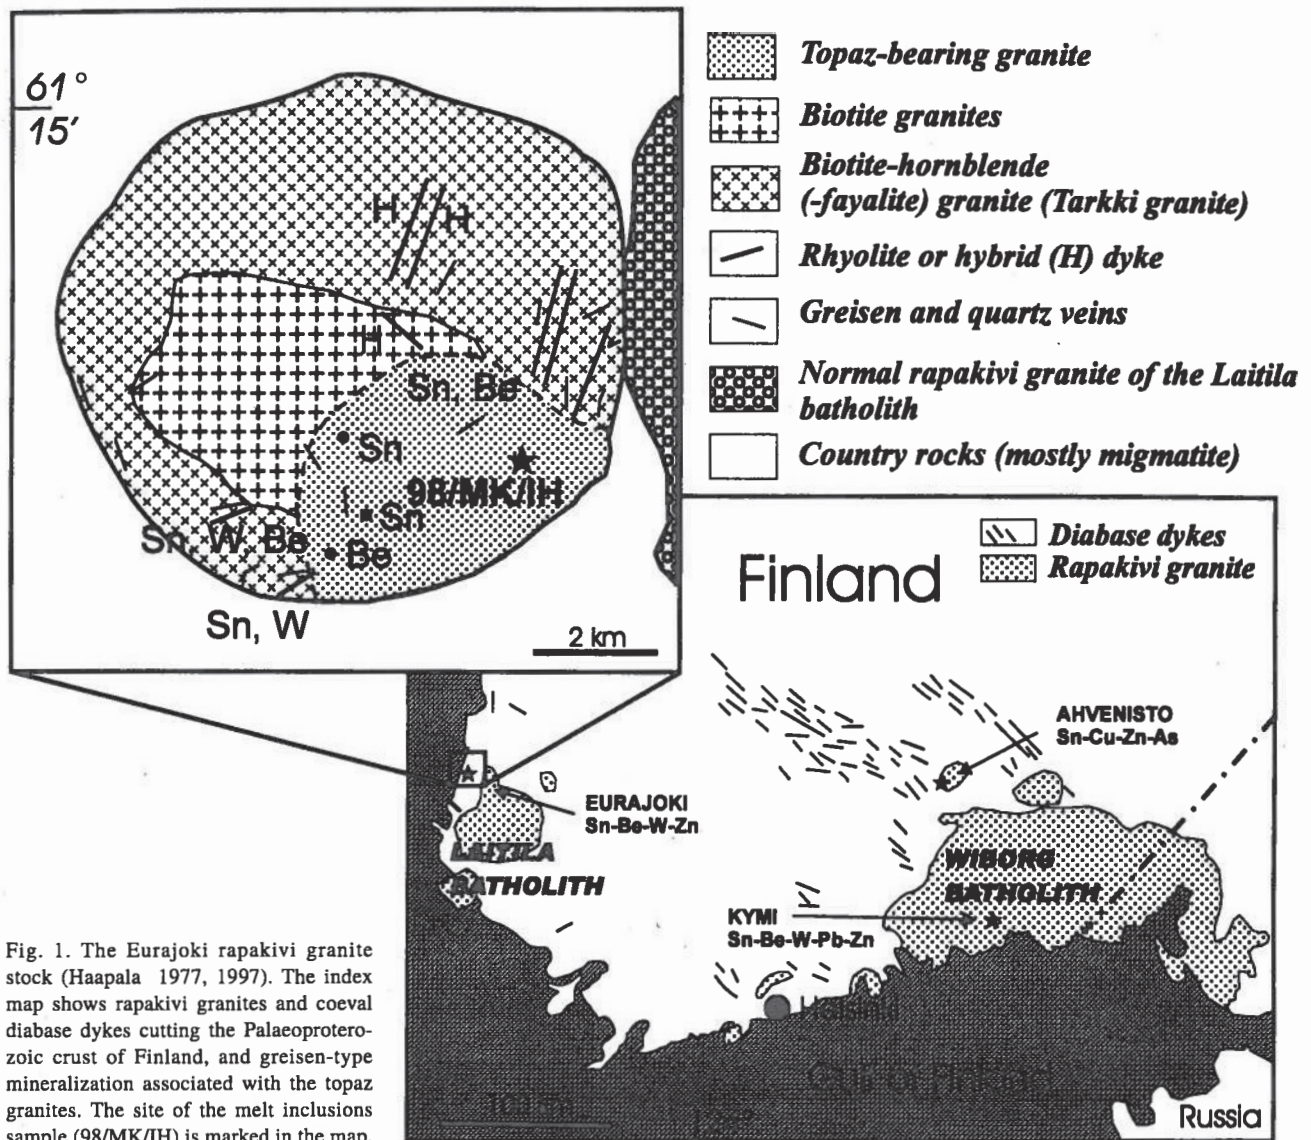 61°
15'
H H
H
Sn, Be
Sn
98/MK/IH
Sn
Sn, W, Be
Be
Sn, W
2 km
Topaz-bearing granite
Biotite granites
Biotite-hornblende
(-fayalite) granite (Tarkki granite)
Rhyolite or hybrid (H) dyke
Greisen and quartz veins
Normal rapakivi granite of the Laitila
batholith
Country rocks (mostly migmatite)
Finland
Diabase dykes
Rapakivi granite
AHVENISTO
Sn-Cu-Zn-As
EURAJOKI
Sn-Be-W-Zn
LAITILA
BATHOLITH
WIBORG
BATHOLITH
KYMI
Sn-Be-W-Pb-Zn
Helsinki
Gulf of Finland
100 km
Russia
Fig. 1. The Eurajoki rapakivi granite
stock (Haapala 1977, 1997). The index
map shows rapakivi granites and coeval
diabase dykes cutting the Palaeoprotero-
zoic crust of Finland, and greisen-type
mineralization associated with the topaz
granites. The site of the melt inclusions
sample (98/MK/IH) is marked in the map.